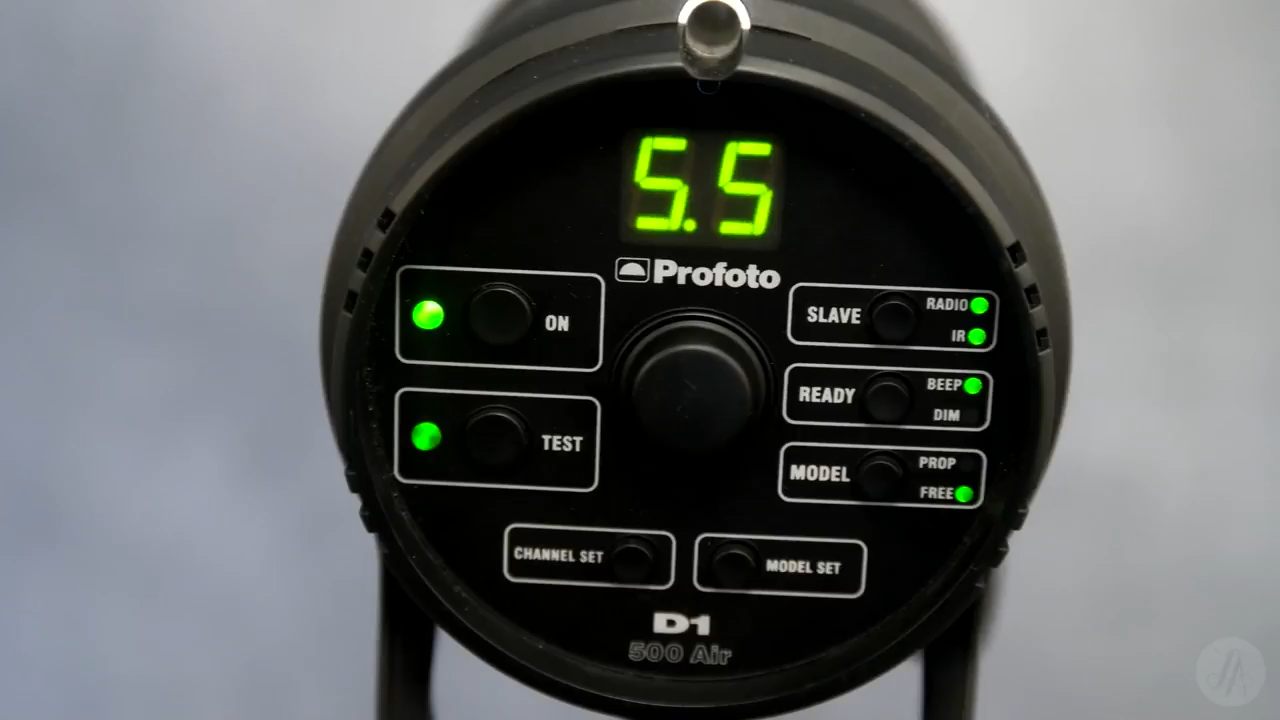 5.5
Profoto
ON
TEST
SLAVE
RADIO
IR
READY
BEEP
DIM
MODEL
PROP
FREE
CHANNEL SET
MODEL SET
D1
500 Air